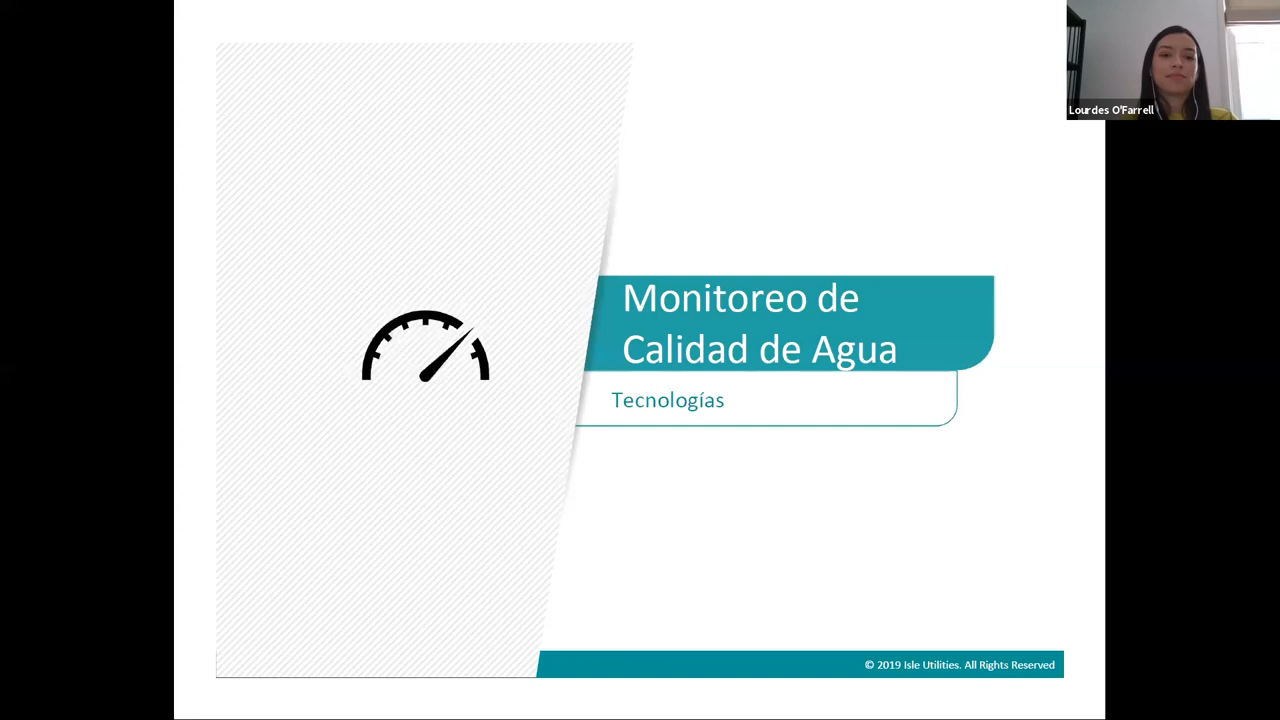 Lourdes O'Farrell
Monitoreo de
Calidad de Agua
Tecnologías
© 2019 Isle Utilities. All Rights Reserved